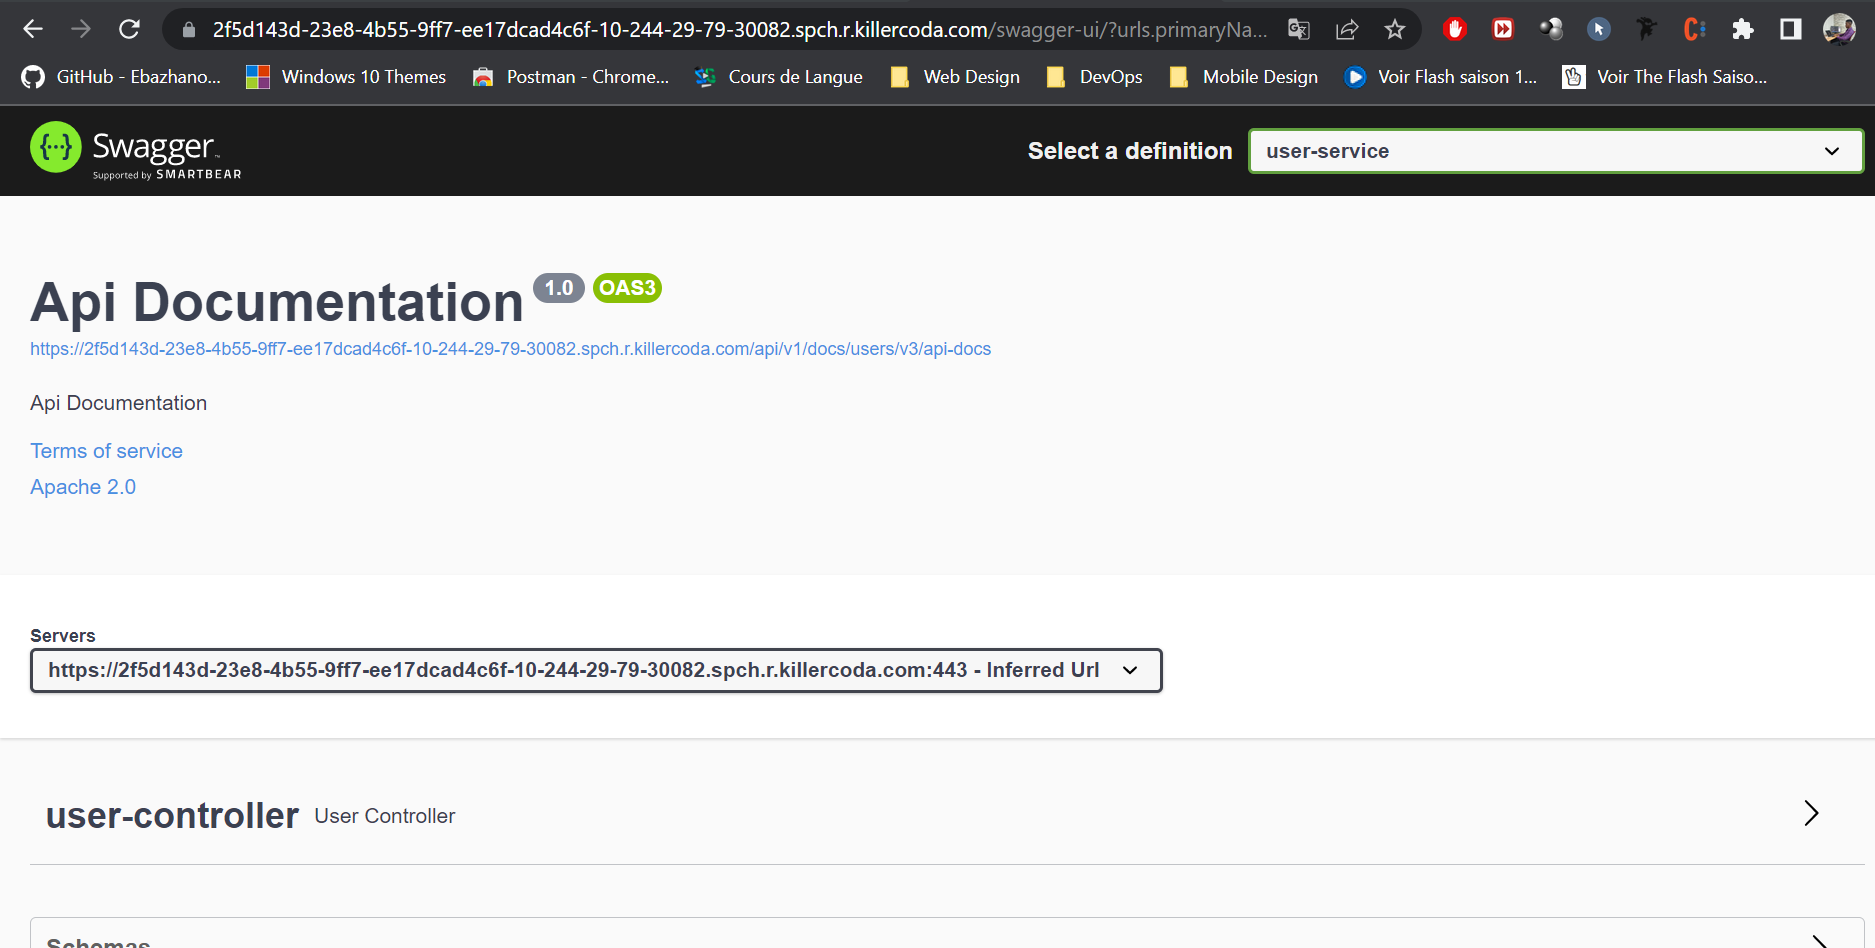 2f5d143d-23e8-4b55-9ff7-ee17dcad4c6f-10-244-29-79-30082.spch.r.killercoda.com/swagger-ui/?urls.primaryNa...
GitHub - Ebazhano... Windows 10 Themes Postman - Chrome... Cours de Langue Web Design DevOps Mobile Design Voir Flash saison 1... Voir The Flash Saiso...
{...} Swagger™
Supported by SMARTBEAR
Select a definition user-service
Api Documentation 1.0 OAS3
https://2f5d143d-23e8-4b55-9ff7-ee17dcad4c6f-10-244-29-79-30082.spch.r.killercoda.com/api/v1/docs/users/v3/api-docs
Api Documentation
Terms of service
Apache 2.0
Servers
https://2f5d143d-23e8-4b55-9ff7-ee17dcad4c6f-10-244-29-79-30082.spch.r.killercoda.com:443 - Inferred Url
user-controller User Controller
Schemas